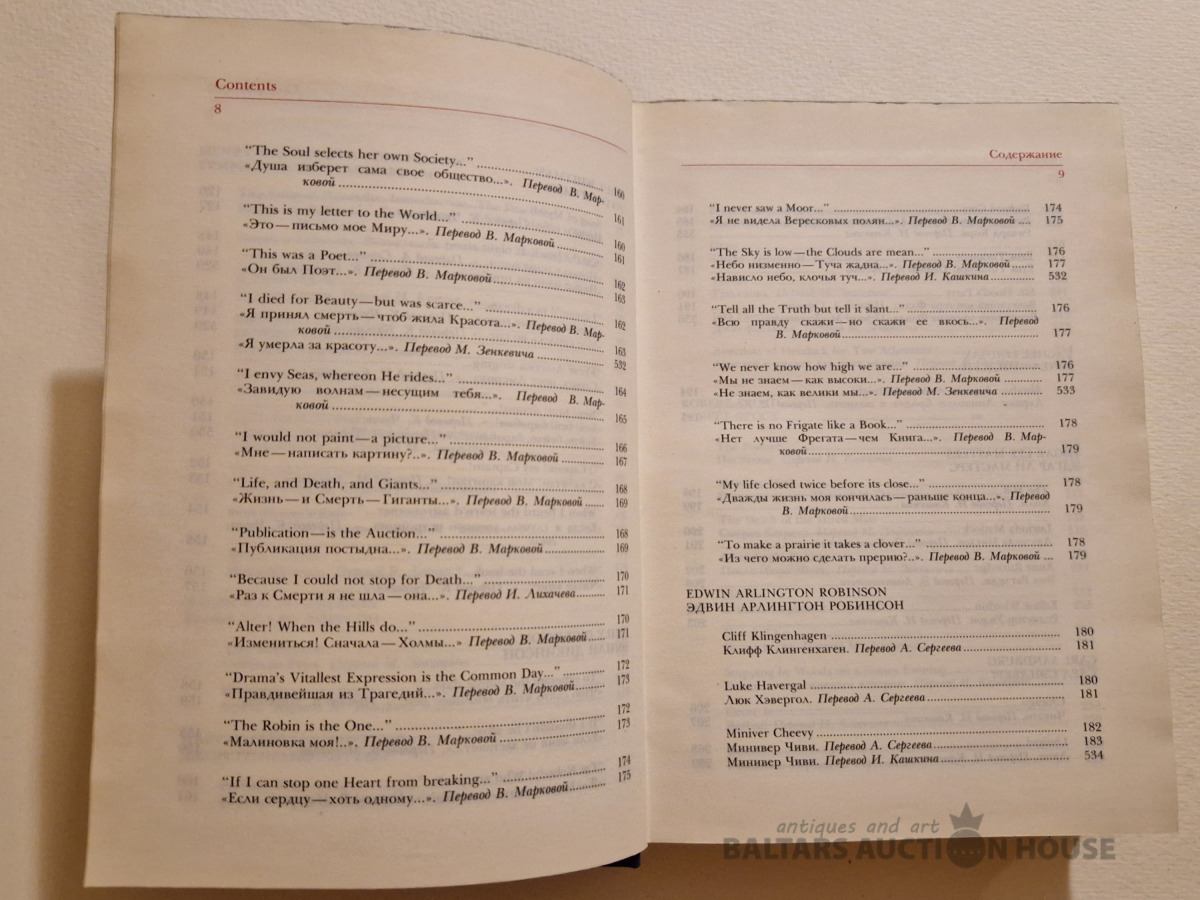 Contents
8
“The Soul selects her own Society...” ........ 160
«Душа изберет сама свое общество...». Перевод В. Мар-
ковой ........ 161
“This is my letter to the World...” ........ 160
«Это — письмо мое Миру...». Перевод В. Марковой ........ 161
“This was a Poet...” ........ 162
«Он был Поэт...». Перевод В. Марковой ........ 163
“I died for Beauty — but was scarce...” ........ 162
«Я принял смерть — чтоб жила Красота...». Перевод В. Мар-
ковой ........ 163
«Я умерла за красоту...». Перевод М. Зенкевича ........ 532
“I envy Seas, whereon He rides...” ........ 164
«Завидую волнам — несущим тебя...». Перевод В. Мар-
ковой ........ 165
“I would not paint — a picture...” ........ 166
«Мне — написать картину?..». Перевод В. Марковой ........ 167
“Life, and Death, and Giants...” ........ 168
«Жизнь — и Смерть — Гиганты...». Перевод В. Марковой ........ 169
“Publication — is the Auction...” ........ 168
«Публикация постыдна...». Перевод В. Марковой ........ 169
“Because I could not stop for Death...” ........ 170
«Раз к Смерти я не шла — она...». Перевод И. Лихачева ........ 171
“Alter! When the Hills do...” ........ 170
«Измениться! Сначала — Холмы...» Перевод В. Марковой ........ 171
“Drama's Vitallest Expression is the Common Day...” ........ 172
«Правдивейшая из Трагедий...». Перевод В. Марковой ........ 173
“The Robin is the One...” ........ 172
«Малиновка моя!..». Перевод В. Марковой ........ 173
“If I can stop one Heart from breaking...” ........ 174
«Если сердцу — хоть одному...». Перевод В. Марковой ........ 175
Содержание
9
“I never saw a Moor...” ........ 174
«Я не видела Вересковых полян...». Перевод В. Марковой .... 175
“The Sky is low — the Clouds are mean...” ........ 176
«Небо низменно — Туча жадна...». Перевод В. Марковой ....... 177
«Нависло небо, клочья туч...». Перевод И. Кашкина ........ 532
“Tell all the Truth but tell it slant...” ........ 176
«Всю правду скажи — но скажи ее вкось...». Перевод
В. Марковой ........ 177
“We never know how high we are...” ........ 176
«Мы не знаем — как высоки...». Перевод В. Марковой ........ 177
«Не знаем, как велики мы...». Перевод М. Зенкевича ........ 533
“There is no Frigate like a Book...” ........ 178
«Нет лучше Фрегата — чем Книга...». Перевод В. Мар-
ковой ........ 179
“My life closed twice before its close...” ........ 178
«Дважды жизнь моя кончилась — раньше конца...». Перевод
В. Марковой ........ 179
“To make a prairie it takes a clover...” ........ 178
«Из чего можно сделать прерию?..». Перевод В. Марковой ... 179
EDWIN ARLINGTON ROBINSON
ЭДВИН АРЛИНГТОН РОБИНСОН
Cliff Klingenhagen ........ 180
Клифф Клингенхаген. Перевод А. Сергеева ........ 181
Luke Havergal ........ 180
Люк Хэвергол. Перевод А. Сергеева ........ 181
Miniver Cheevy ........ 182
Минивер Чиви. Перевод А. Сергеева ........ 183
Минивер Чиви. Перевод И. Кашкина ........ 534
antiques and art
BALTARS AUCTION HOUSE